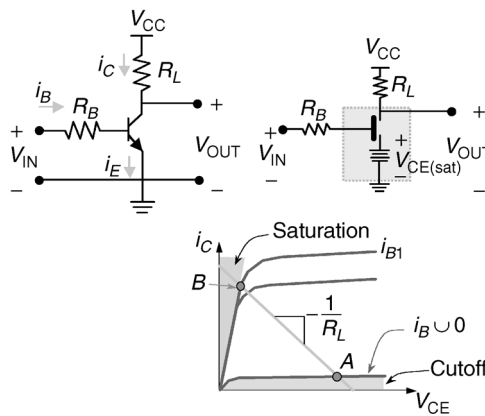 V_CC
i_C
R_L
i_B
R_B
+
+
V_IN
V_OUT
i_E
−
−
V_CC
R_L
R_B
+
+
+
V_IN
V_CE(sat)
V_OUT
−
−
−
i_C
Saturation
i_B1
B
−1/R_L
i_B ∪ 0
A
Cutoff
V_CE